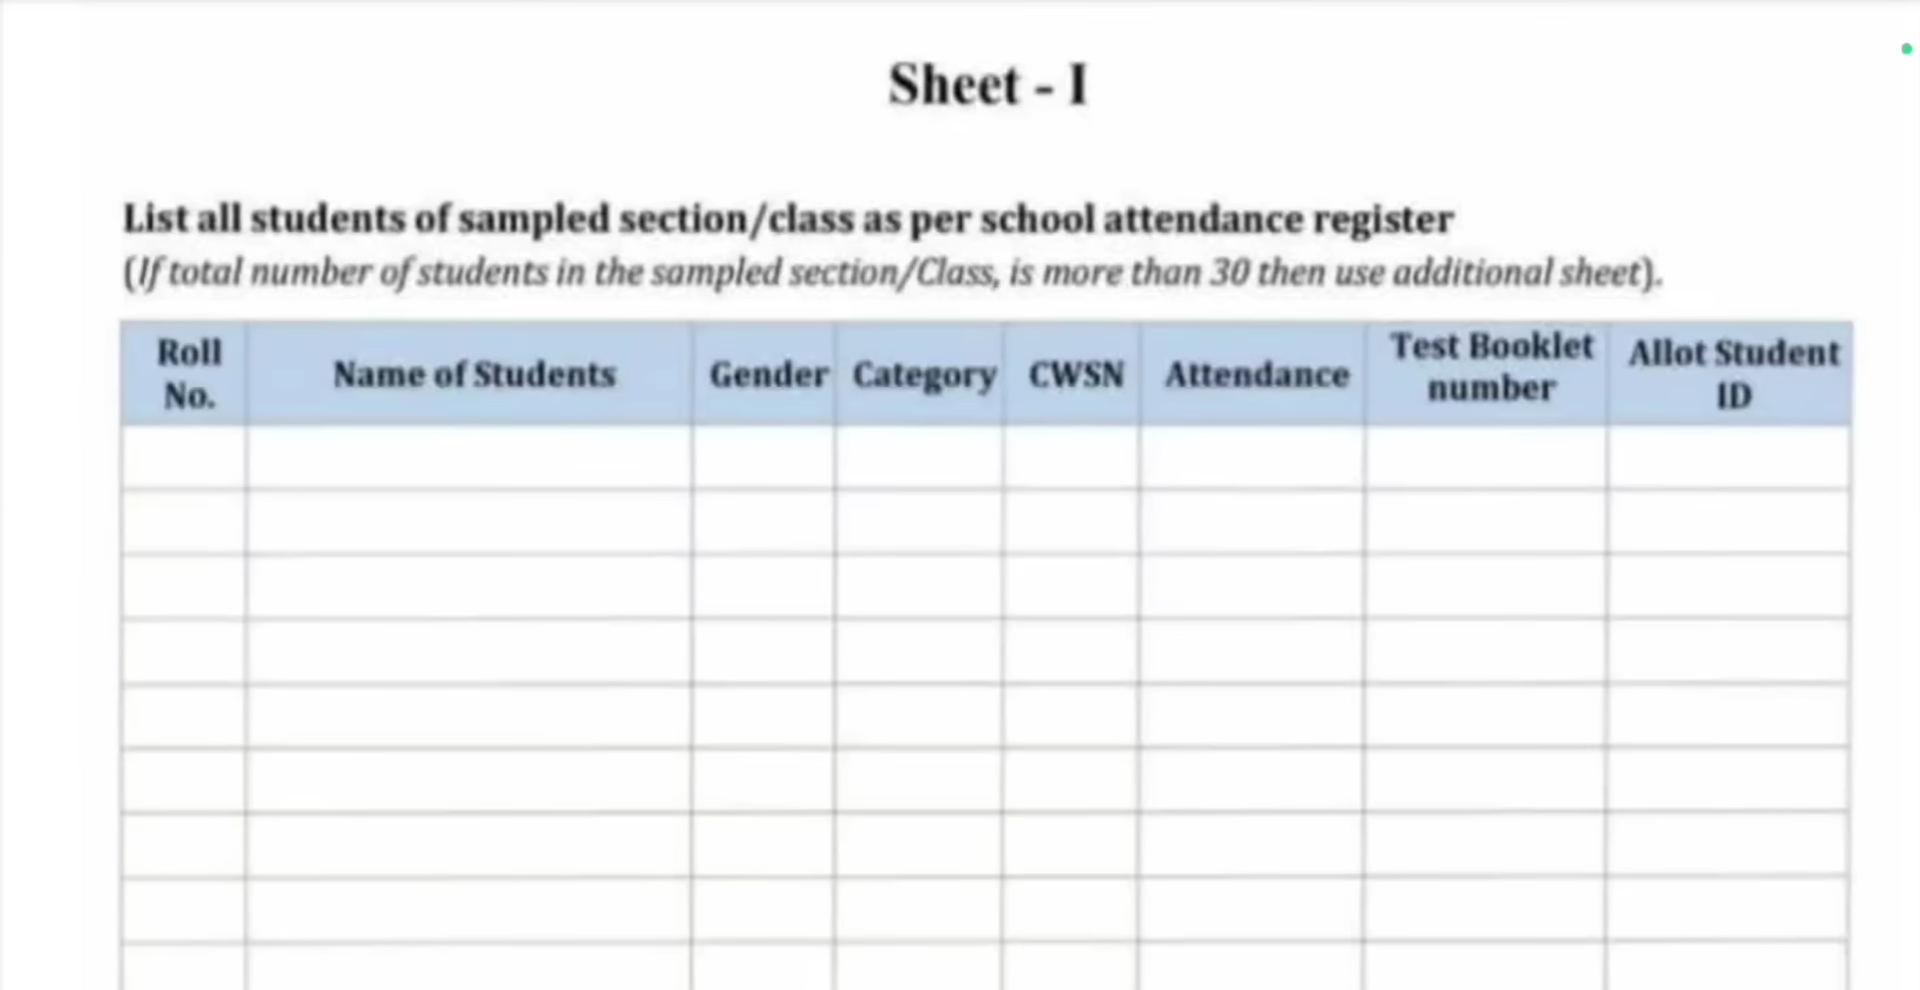 Sheet - I
List all students of sampled section/class as per school attendance register
(If total number of students in the sampled section/Class, is more than 30 then use additional sheet).
Roll No.
Name of Students
Gender
Category
CWSN
Attendance
Test Booklet number
Allot Student ID